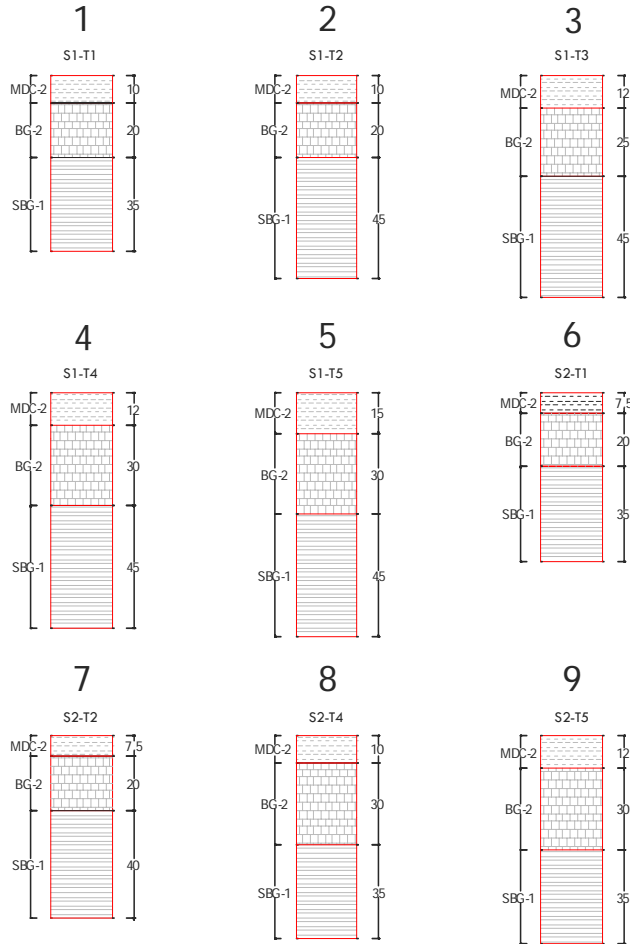 1
2
3
S1-T1
S1-T2
S1-T3
MDC-2 10
MDC-2 10
MDC-2 12
BG-2 20
BG-2 20
BG-2 25
SBG-1 35
SBG-1 45
SBG-1 45
4
5
6
S1-T4
S1-T5
S2-T1
MDC-2 12
MDC-2 15
MDC-2 7,5
BG-2 30
BG-2 30
BG-2 20
SBG-1 45
SBG-1 45
SBG-1 35
7
8
9
S2-T2
S2-T4
S2-T5
MDC-2 7,5
MDC-2 10
MDC-2 12
BG-2 20
BG-2 30
BG-2 30
SBG-1 40
SBG-1 35
SBG-1 35